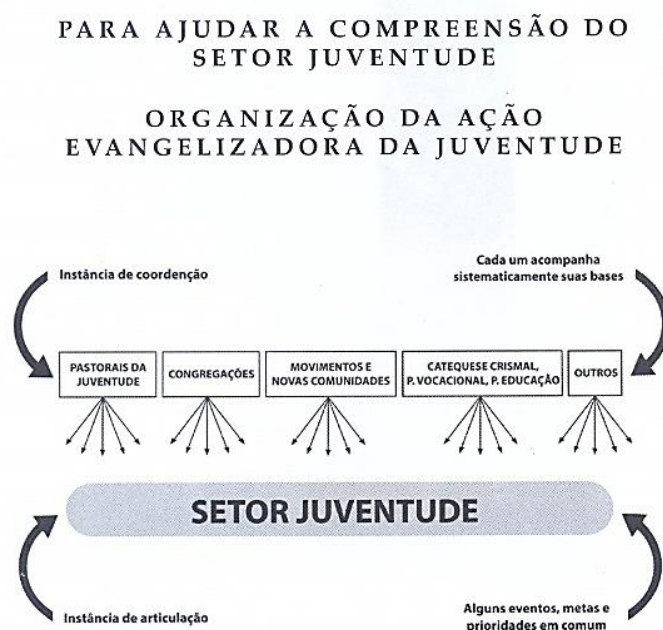 PARA AJUDAR A COMPREENSÃO DO
SETOR JUVENTUDE
ORGANIZAÇÃO DA AÇÃO
EVANGELIZADORA DA JUVENTUDE
Instância de coordenção
Cada um acompanha
sistematicamente suas bases
PASTORAIS DA
JUVENTUDE
CONGREGAÇÕES
MOVIMENTOS E
NOVAS COMUNIDADES
CATEQUESE CRISMAL,
P. VOCACIONAL, P. EDUCAÇÃO
OUTROS
SETOR JUVENTUDE
Instância de articulação
Alguns eventos, metas e
prioridades em comum